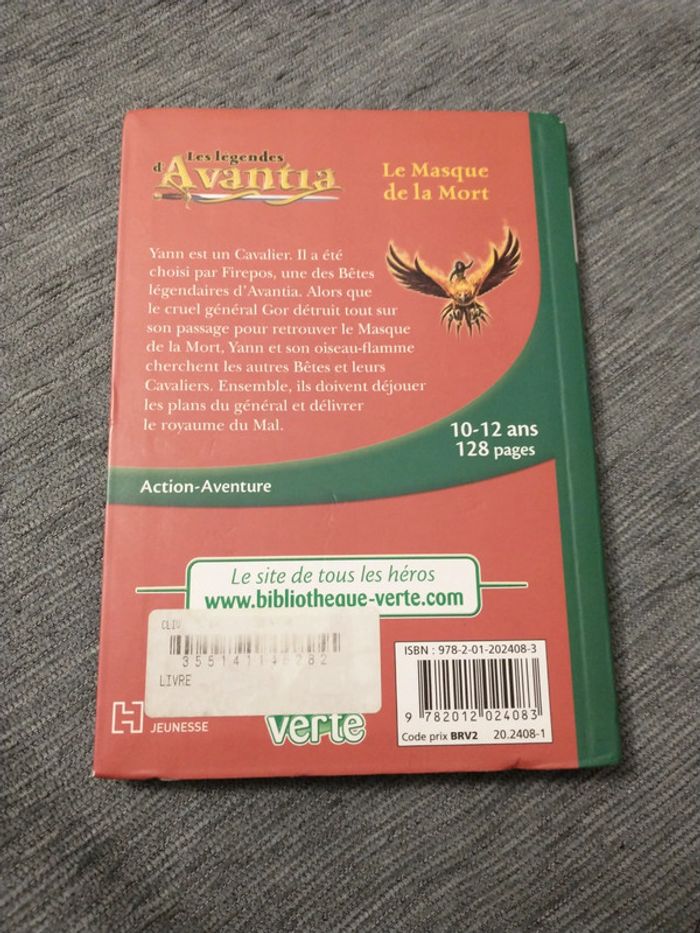 Les légendes
d'Avantia
Le Masque
de la Mort
Yann est un Cavalier. Il a été
choisi par Firepos, une des Bêtes
légendaires d'Avantia. Alors que
le cruel général Gor détruit tout sur
son passage pour retrouver le Masque
de la Mort, Yann et son oiseau-flamme
cherchent les autres Bêtes et leurs
Cavaliers. Ensemble, ils doivent déjouer
les plans du général et délivrer
le royaume du Mal.
10-12 ans
128 pages
Action-Aventure
Le site de tous les héros
www.bibliotheque-verte.com
LIVRE
H
JEUNESSE
verte
ISBN : 978-2-01-202408-3
9 782012 024083
Code prix BRV2 20.2408-1